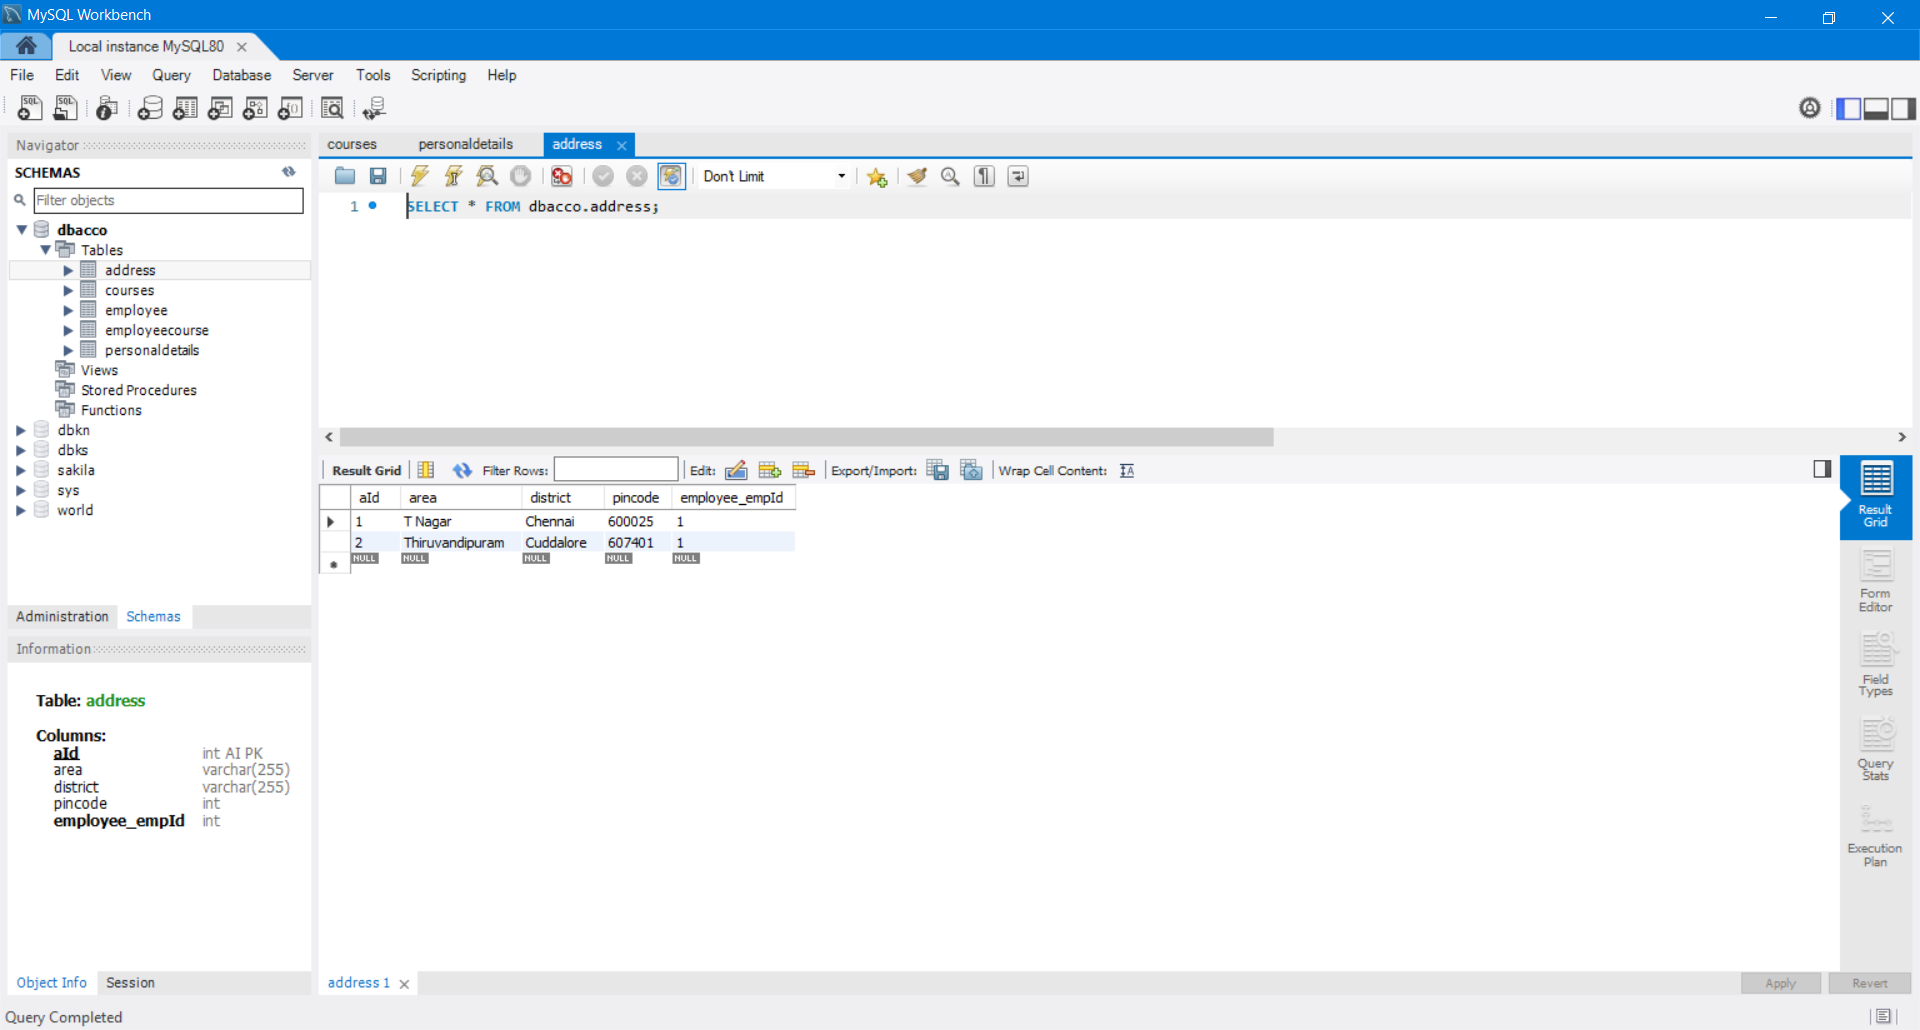 MySQL Workbench
Local instance MySQL80
File Edit View Query Database Server Tools Scripting Help
Navigator
SCHEMAS
Filter objects
dbacco
Tables
address
courses
employee
employeecourse
personaldetails
Views
Stored Procedures
Functions
dbkn
dbks
sakila
sys
world
Administration Schemas
Information
Table: address
Columns:
aId int AI PK
area varchar(255)
district varchar(255)
pincode int
employee_empId int
Object Info Session
courses personaldetails address
Don't Limit
1 SELECT * FROM dbacco.address;
Result Grid Filter Rows: Edit: Export/Import: Wrap Cell Content:
aId area district pincode employee_empId
1 T Nagar Chennai 600025 1
2 Thiruvandipuram Cuddalore 607401 1
NULL NULL NULL NULL NULL
Result
Grid
Form
Editor
Field
Types
Query
Stats
Execution
Plan
address 1
Apply Revert
Query Completed